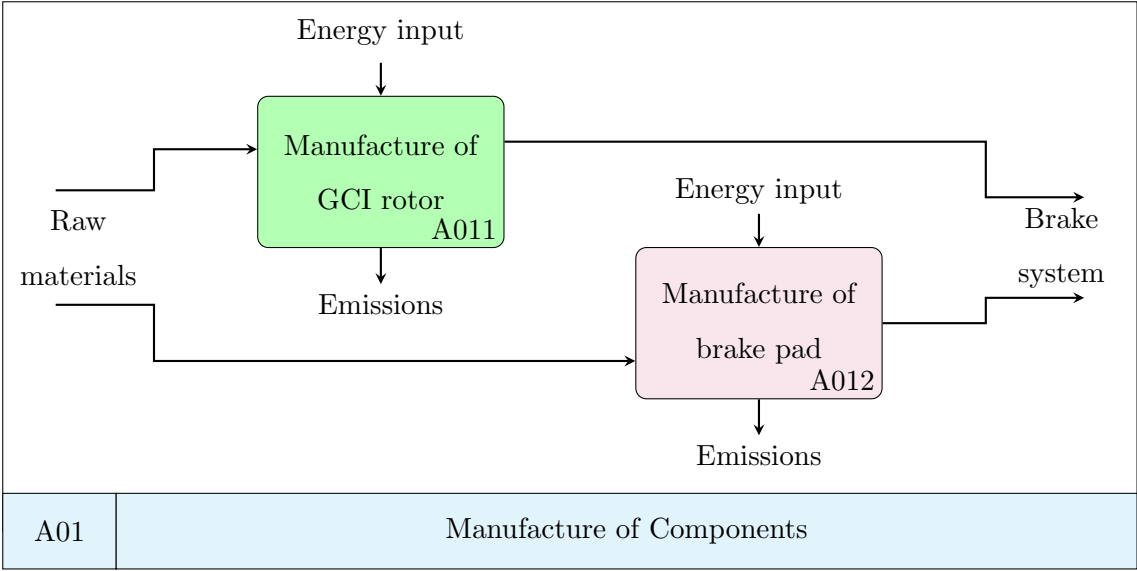 Energy input
Manufacture of
GCI rotor
A011
Emissions
Raw
materials
Energy input
Manufacture of
brake pad
A012
Emissions
Brake
system
A01
Manufacture of Components